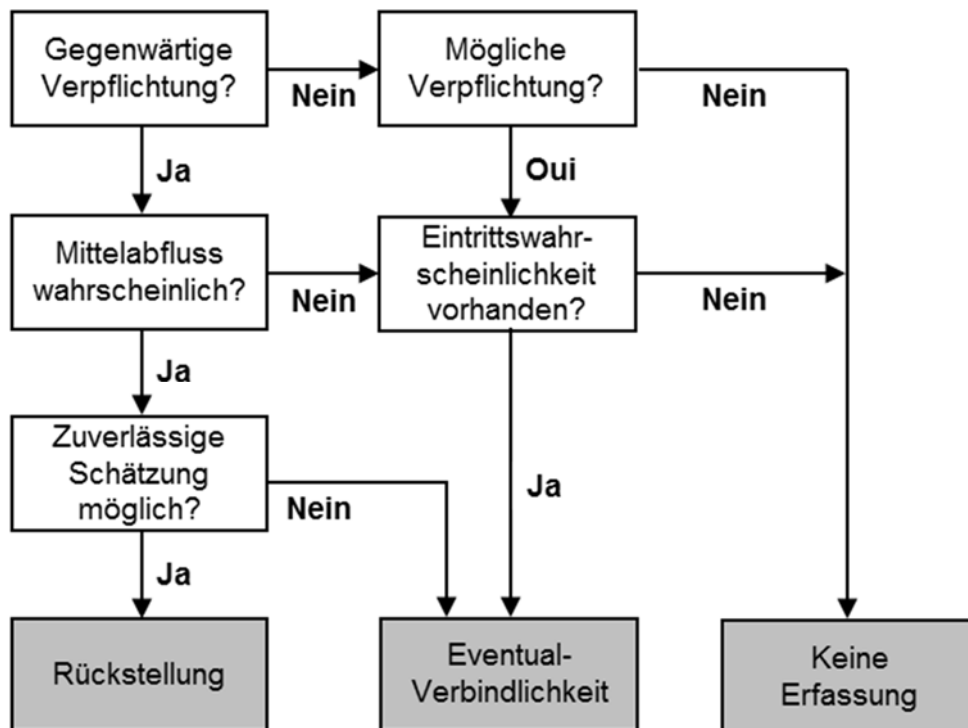 Gegenwärtige
Verpflichtung?
Nein
Mögliche
Verpflichtung?
Nein
Ja
Oui
Mittelabfluss
wahrscheinlich?
Nein
Eintrittswahr-
scheinlichkeit
vorhanden?
Nein
Ja
Zuverlässige
Schätzung
möglich?
Nein
Ja
Ja
Rückstellung
Eventual-
Verbindlichkeit
Keine
Erfassung